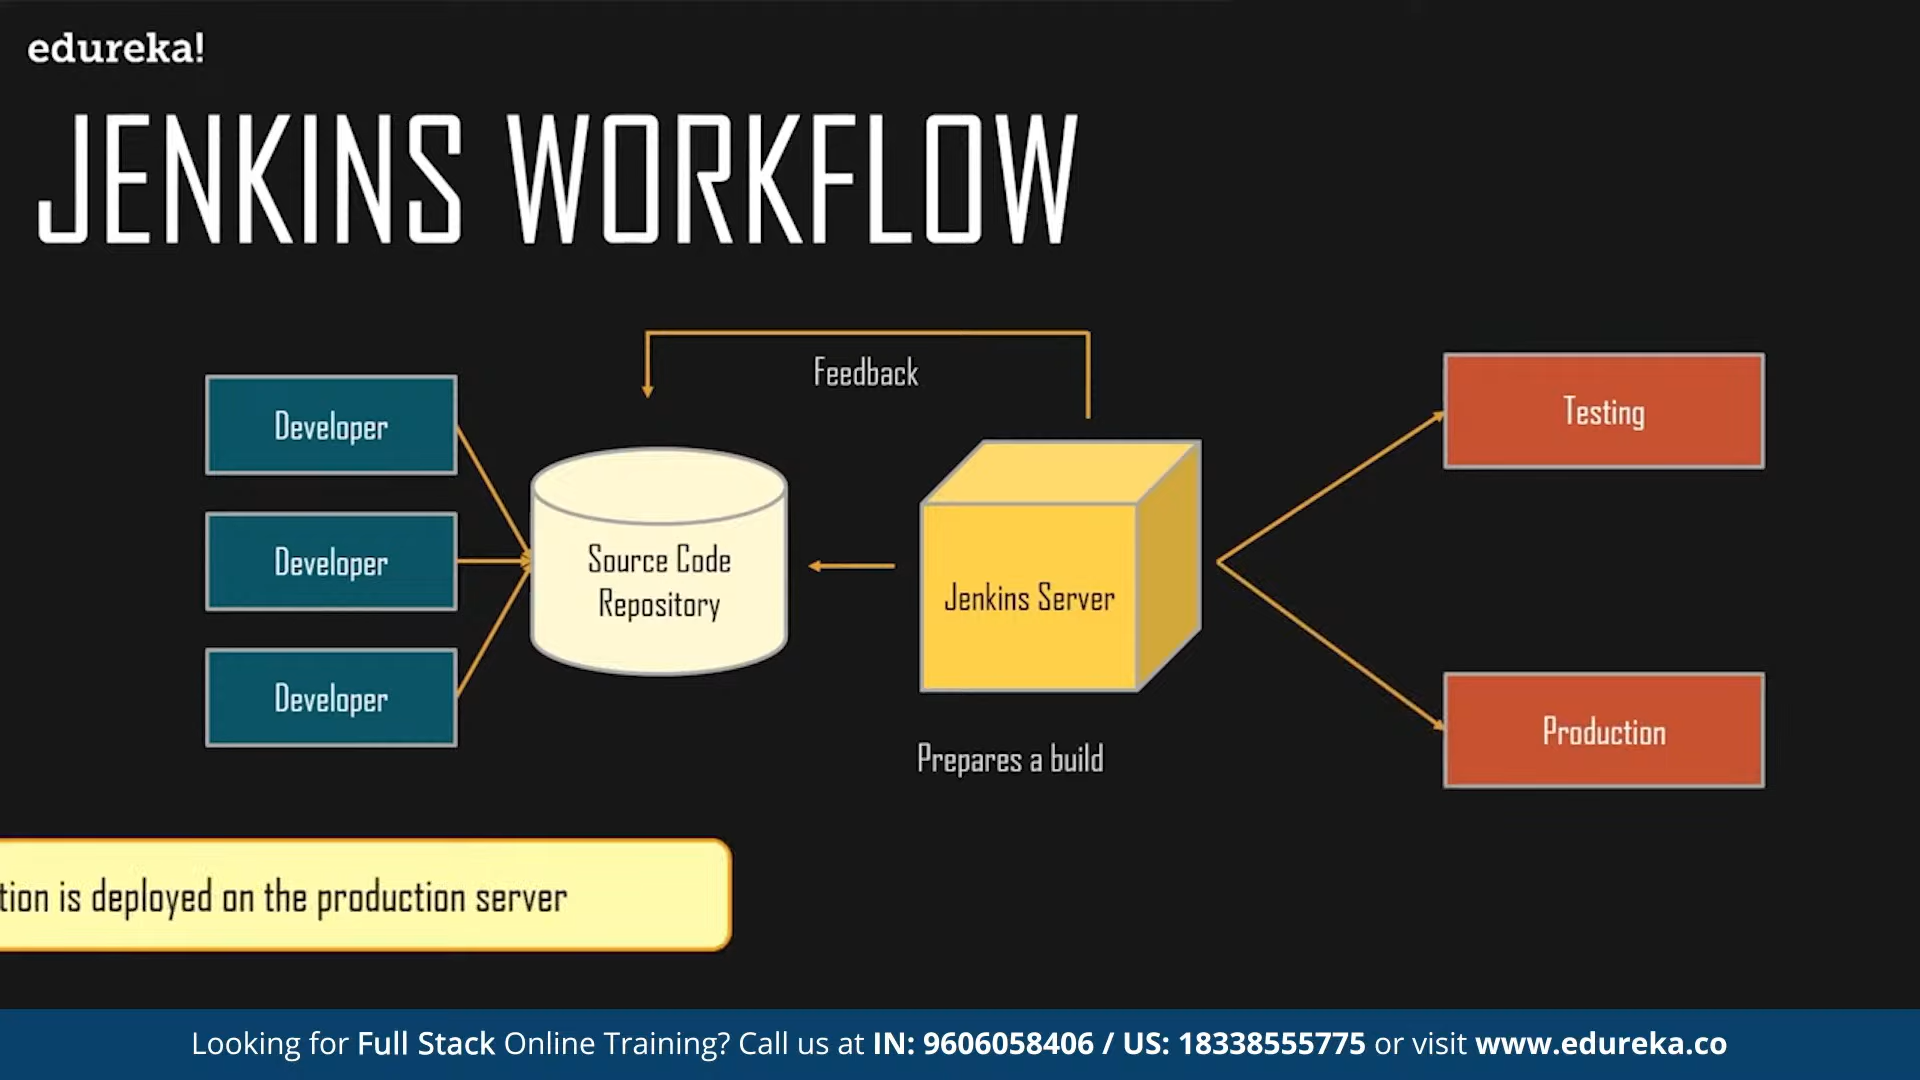 edureka!
JENKINS WORKFLOW
Feedback
Developer
Developer
Developer
Source Code
Repository
Jenkins Server
Prepares a build
Testing
Production
tion is deployed on the production server
Looking for Full Stack Online Training? Call us at IN: 9606058406 / US: 18338555775 or visit www.edureka.co